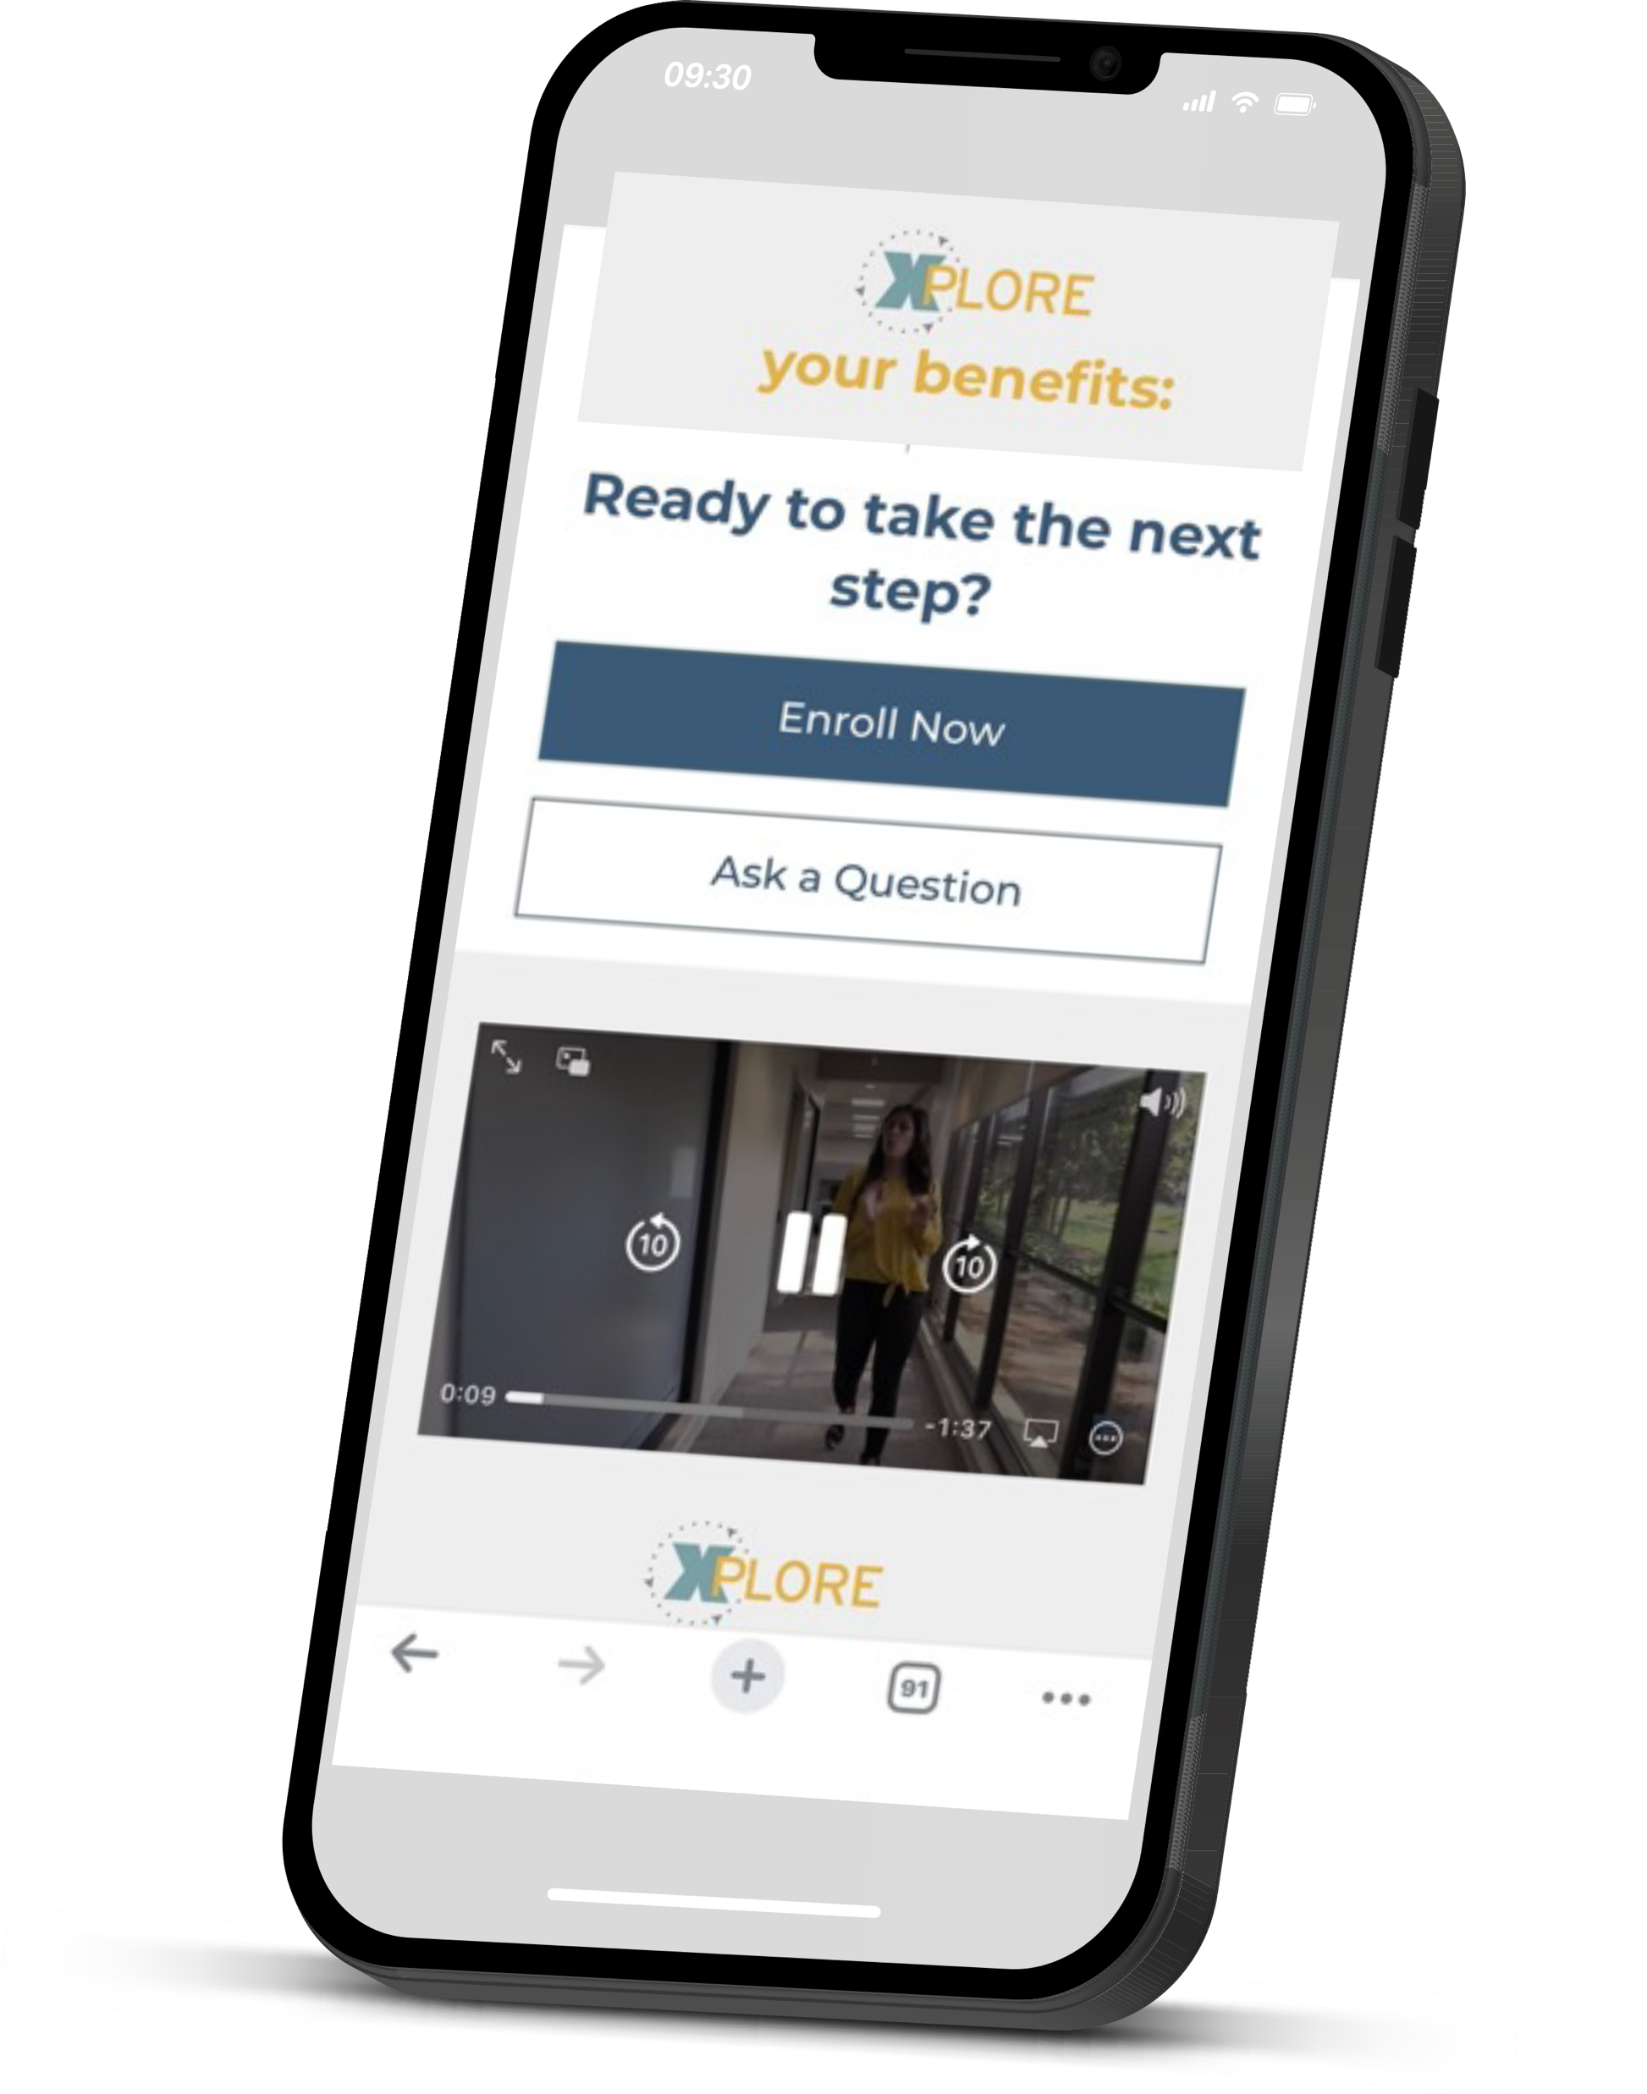 09:30
XPLORE
your benefits:
Ready to take the next
step?
Enroll Now
Ask a Question
10
10
0:09
-1:37
XPLORE
91